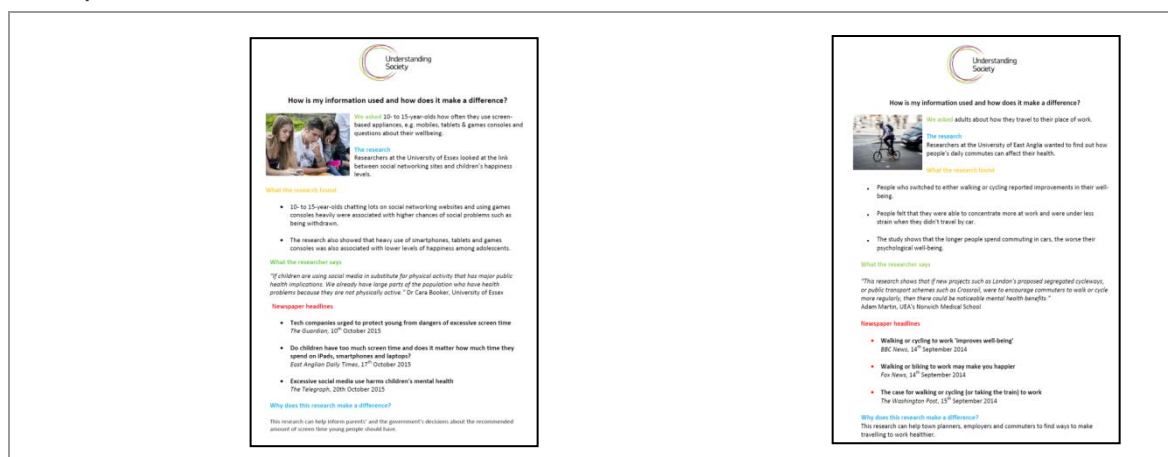 Understanding
Society
How is my information used and how does it make a difference?
We asked 10- to 15-year-olds how often they use screen-
based appliances, e.g. mobiles, tablets & games consoles and
questions about their wellbeing.
The research
Researchers at the University of Essex looked at the link
between social networking sites and children's happiness
levels.
What the research found
• 10- to 15-year-olds chatting lots on social networking websites and using games
consoles heavily were associated with higher chances of social problems such as
being withdrawn.
• The research also showed that heavy use of smartphones, tablets and games
consoles was also associated with lower levels of happiness among adolescents.
What the researcher says
"If children are using social media in substitute for physical activity that has major public
health implications. We already have large parts of the population who have health
problems because they are not physically active." Dr Cara Booker, University of Essex
Newspaper headlines
• Tech companies urged to protect young from dangers of excessive screen time
The Guardian, 10th October 2015
• Do children have too much screen time and does it matter how much time they
spend on iPads, smartphones and laptops?
East Anglian Daily Times, 17th October 2015
• Excessive social media use harms children's mental health
The Telegraph, 20th October 2015
Why does this research make a difference?
This research can help inform parents' and the government's decisions about the recommended
amount of screen time young people should have.
Understanding
Society
How is my information used and how does it make a difference?
We asked adults about how they travel to their place of work.
The research
Researchers at the University of East Anglia wanted to find out how
people's daily commutes can affect their health.
What the research found
• People who switched to either walking or cycling reported improvements in their well-
being.
• People felt that they were able to concentrate more at work and were under less
strain when they didn't travel by car.
• The study shows that the longer people spend commuting in cars, the worse their
psychological well-being.
What the researcher says
"This research shows that if new projects such as London's proposed segregated cycleways,
or public transport schemes such as Crossrail, were to encourage commuters to walk or cycle
more regularly, then there could be noticeable mental health benefits."
Adam Martin, UEA's Norwich Medical School
Newspaper headlines
• Walking or cycling to work 'improves well-being'
BBC News, 14th September 2014
• Walking or biking to work may make you happier
Fox News, 14th September 2014
• The case for walking or cycling (or taking the train) to work
The Washington Post, 15th September 2014
Why does this research make a difference?
This research can help town planners, employers and commuters to find ways to make
travelling to work healthier.